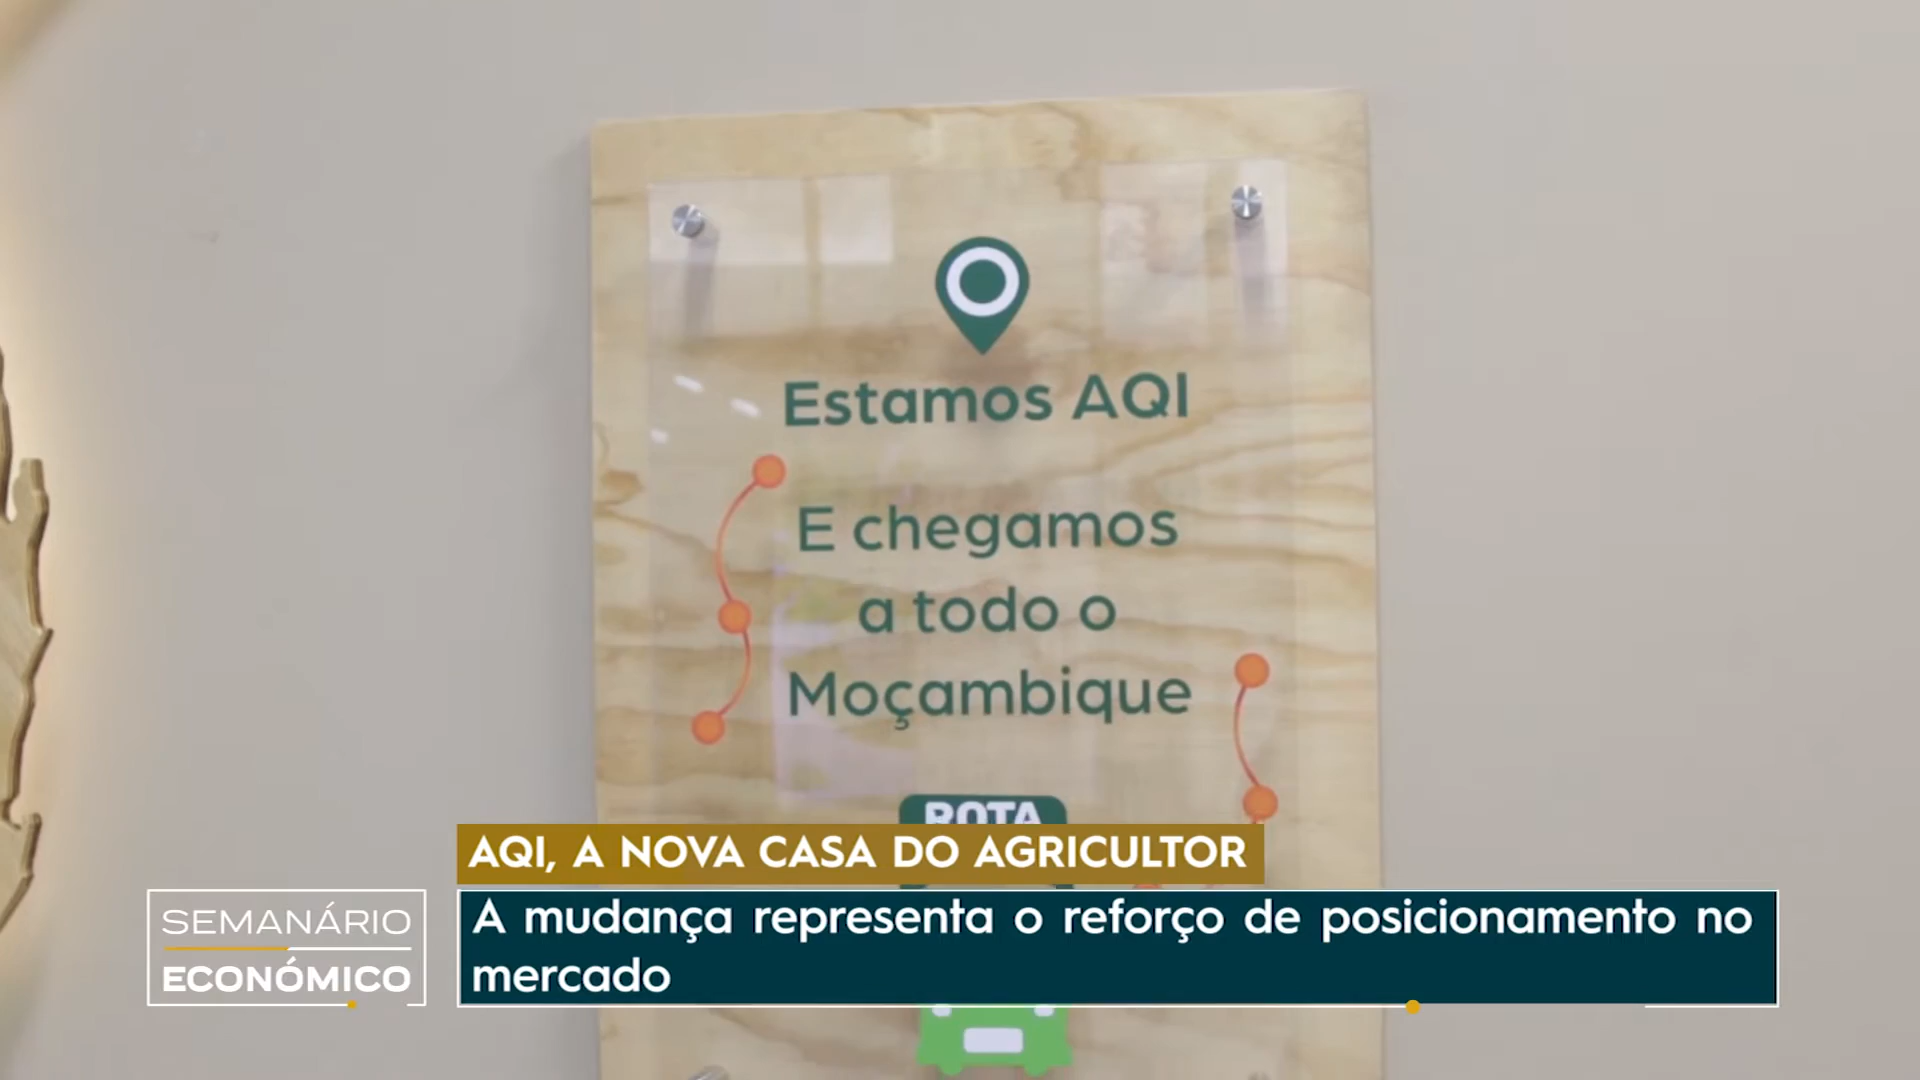 Estamos AQI
E chegamos
a todo o
Moçambique
ROTA
AQI, A NOVA CASA DO AGRICULTOR
SEMANÁRIO
ECONÓMICO
A mudança representa o reforço de posicionamento no
mercado